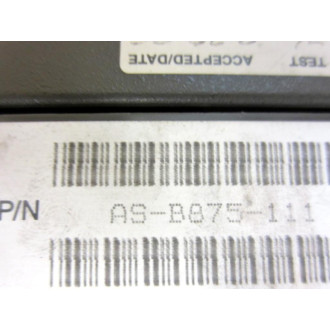 TEST ACCEPTED/DATE
P/N AS-B875-111